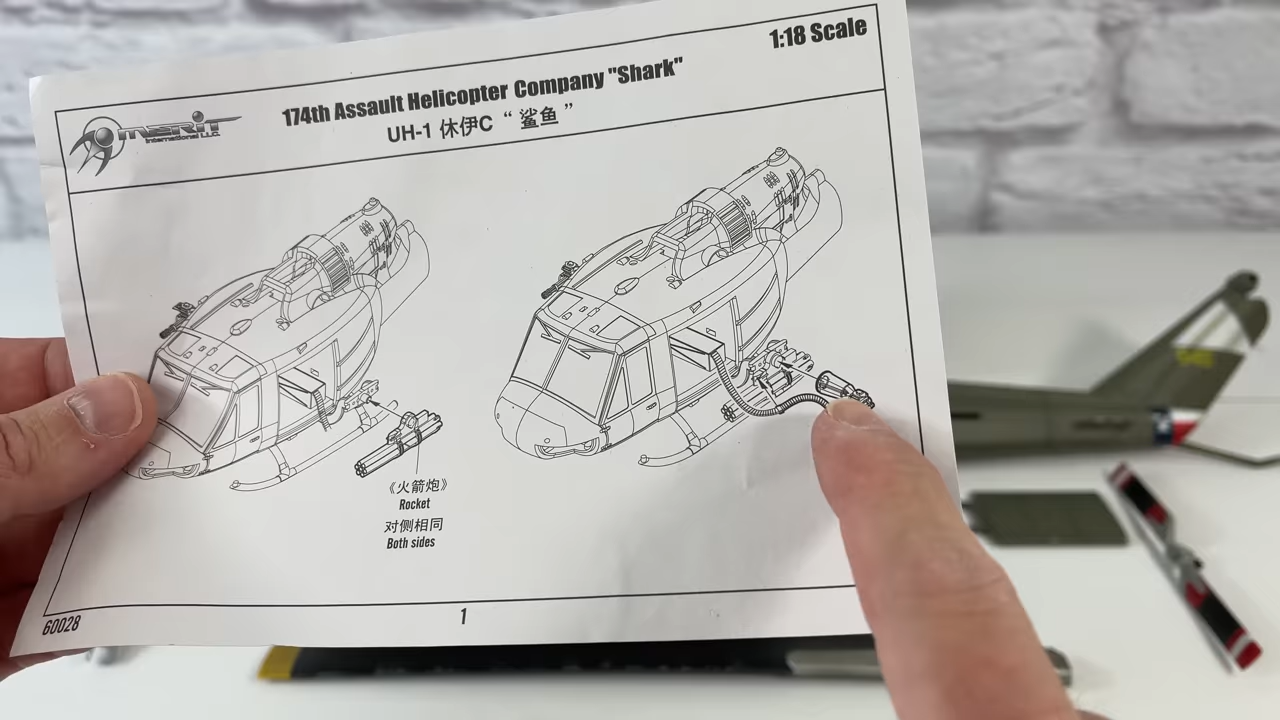 merit
International L.L.C.
174th Assault Helicopter Company "Shark"
UH-1 休伊C “鲨鱼”
1:18 Scale
《火箭炮》
Rocket
对侧相同
Both sides
60028
1